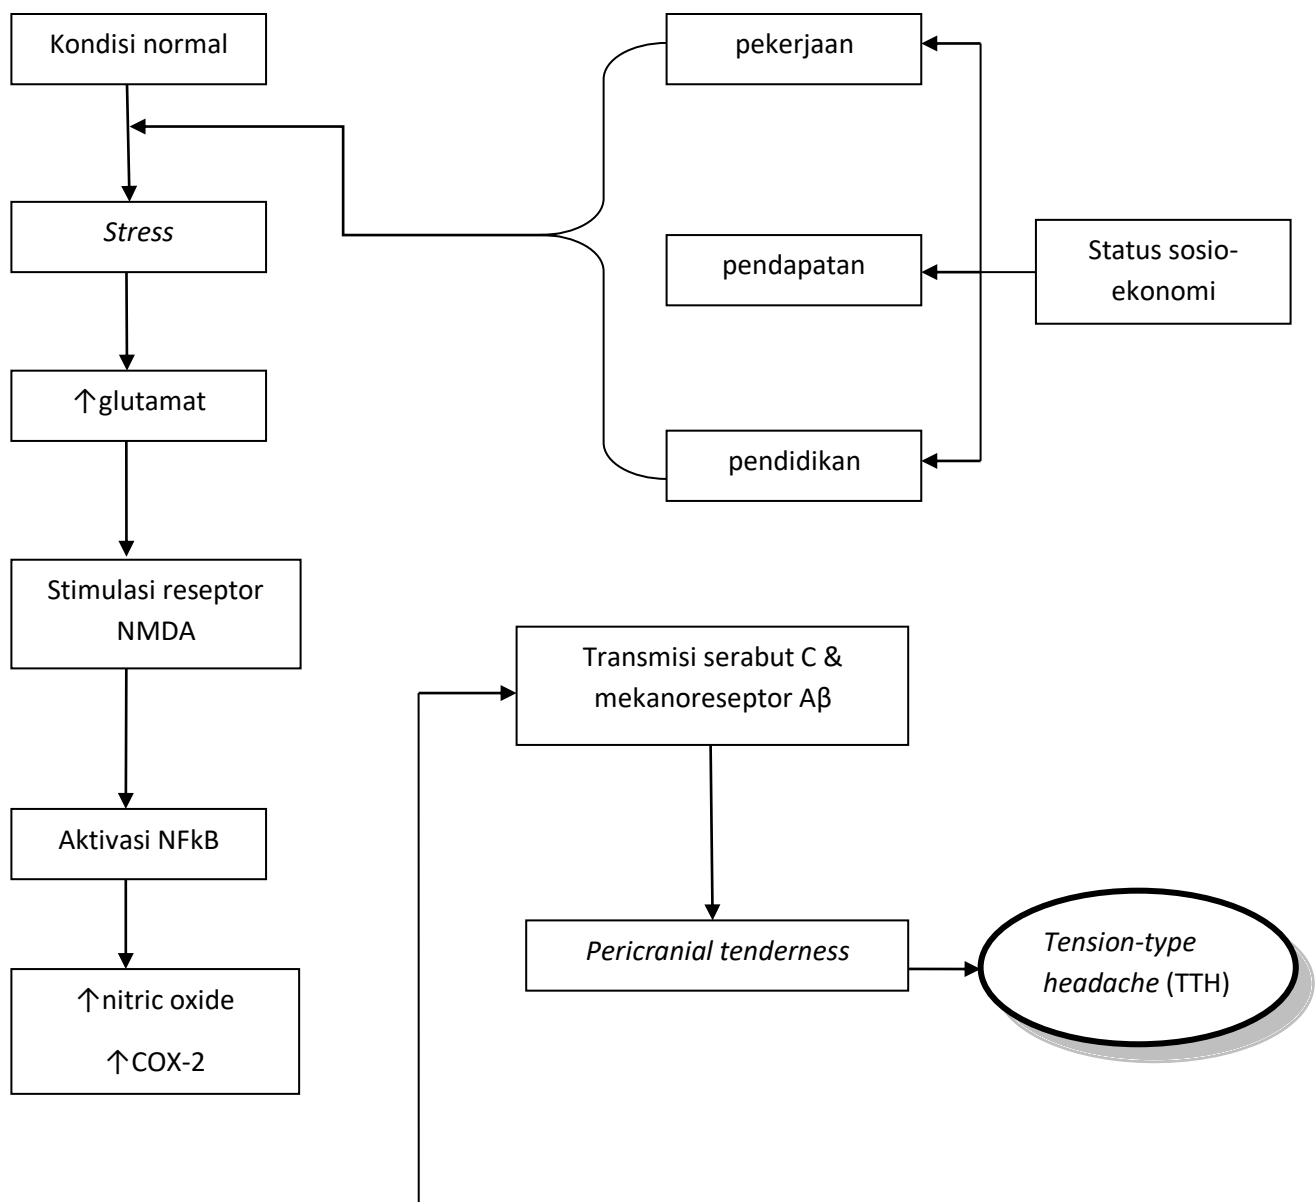 Kondisi normal
pekerjaan
Stress
pendapatan
Status sosio-
ekonomi
↑glutamat
pendidikan
Stimulasi reseptor
NMDA
Transmisi serabut C &
mekanoreseptor Aβ
Aktivasi NFkB
Pericranial tenderness
Tension-type
headache (TTH)
↑nitric oxide
↑COX-2